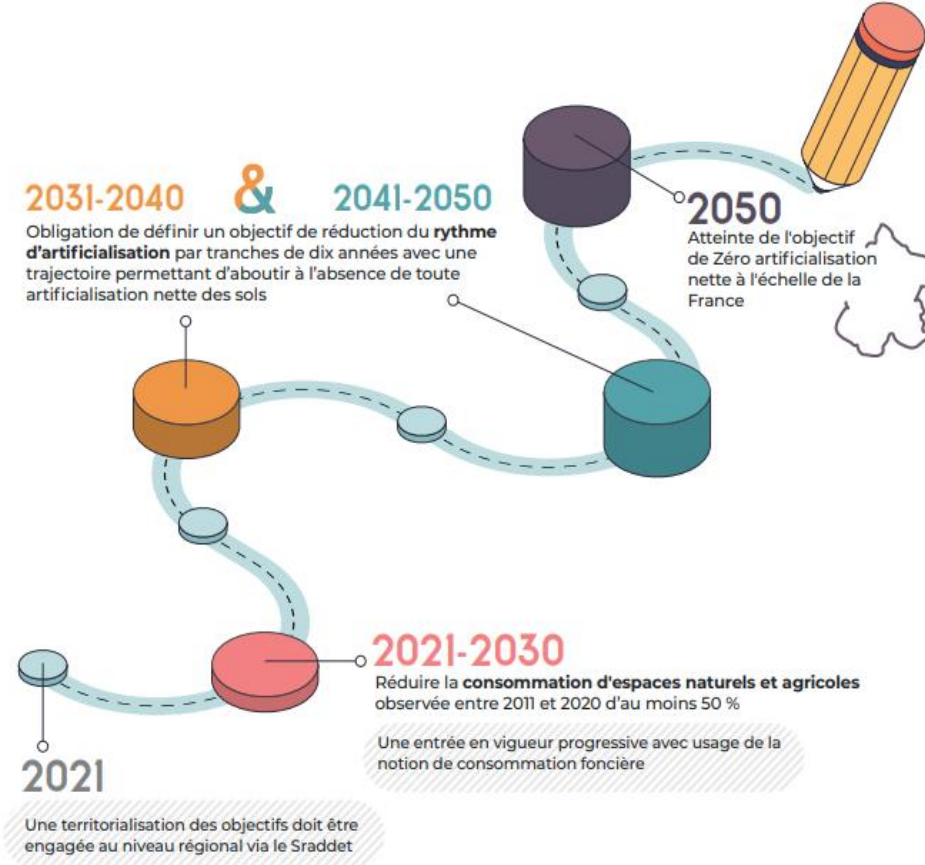 2031-2040 & 2041-2050
Obligation de définir un objectif de réduction du rythme
d'artificialisation par tranches de dix années avec une
trajectoire permettant d'aboutir à l'absence de toute
artificialisation nette des sols
2050
Atteinte de l'objectif
de Zéro artificialisation
nette à l'échelle de la
France
2021-2030
Réduire la consommation d'espaces naturels et agricoles
observée entre 2011 et 2020 d'au moins 50 %
Une entrée en vigueur progressive avec usage de la
notion de consommation foncière
2021
Une territorialisation des objectifs doit être
engagée au niveau régional via le Sraddet